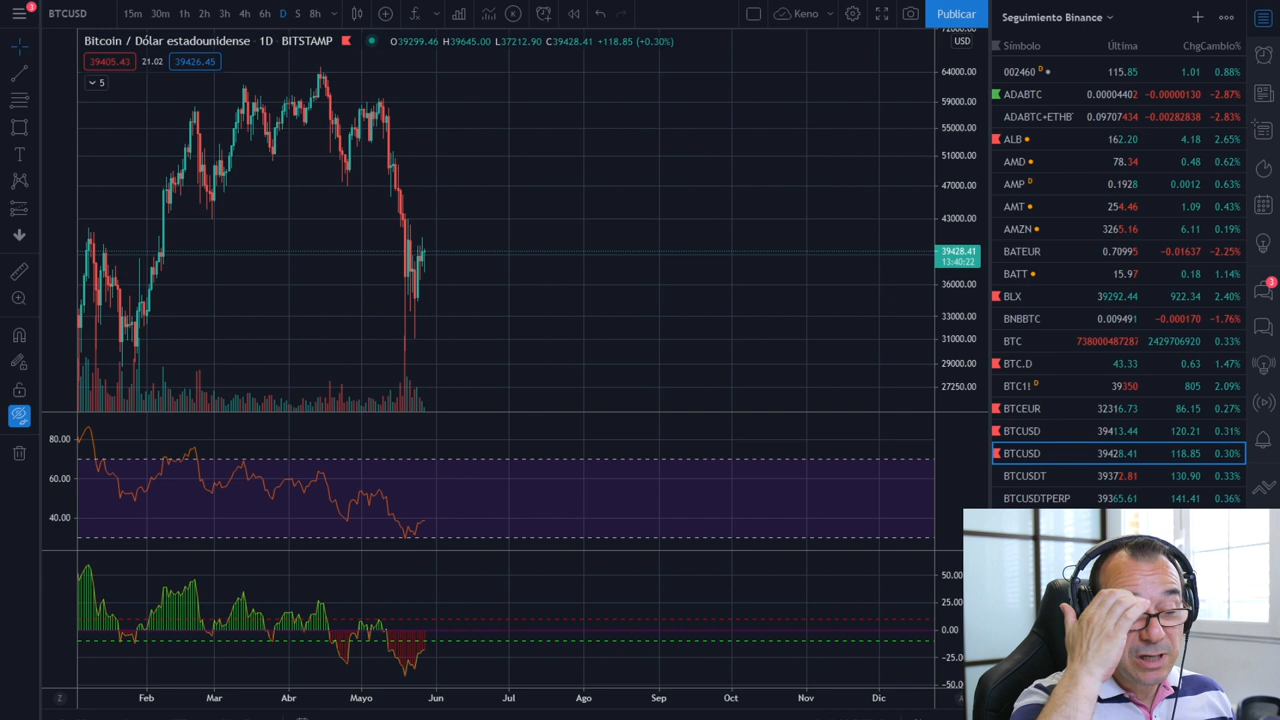 3
BTCUSD 15m 30m 1h 2h 3h 4h 6h D S 8h fx Keno Publicar
Bitcoin / Dólar estadounidense · 1D · BITSTAMP O39299.46 H39645.00 L37212.90 C39428.41 +118.85 (+0.30%)
39405.43 21.02 39426.45
5
USD
64000.00
59000.00
55000.00
51000.00
47000.00
43000.00
39428.41
13:40:22
36000.00
33000.00
31000.00
29000.00
27250.00
80.00
60.00
40.00
50.00
25.00
0.00
-25.00
-50.00
Z Feb Mar Abr Mayo Jun Jul Ago Sep Oct Nov Dic
Seguimiento Binance
Símbolo Última Chg Cambio%
002460 D 115.85 1.01 0.88%
ADABTC 0.00004402 -0.00000130 -2.87%
ADABTC+ETHB 0.09707434 -0.00282838 -2.83%
ALB 162.20 4.18 2.65%
AMD 78.34 0.48 0.62%
AMP D 0.1928 0.0012 0.63%
AMT 254.46 1.09 0.43%
AMZN 3265.16 6.11 0.19%
BATEUR 0.70995 -0.01637 -2.25%
BATT 15.97 0.18 1.14%
BLX 39292.44 922.34 2.40%
BNBBTC 0.009491 -0.000170 -1.76%
BTC 738000487287 2429706920 0.33%
BTC.D 43.33 0.63 1.47%
BTC1! D 39350 805 2.09%
BTCEUR 32316.73 86.15 0.27%
BTCUSD 39413.44 120.21 0.31%
BTCUSD 39428.41 118.85 0.30%
BTCUSDT 39372.81 130.90 0.33%
BTCUSDTPERP 39365.61 141.41 0.36%
3